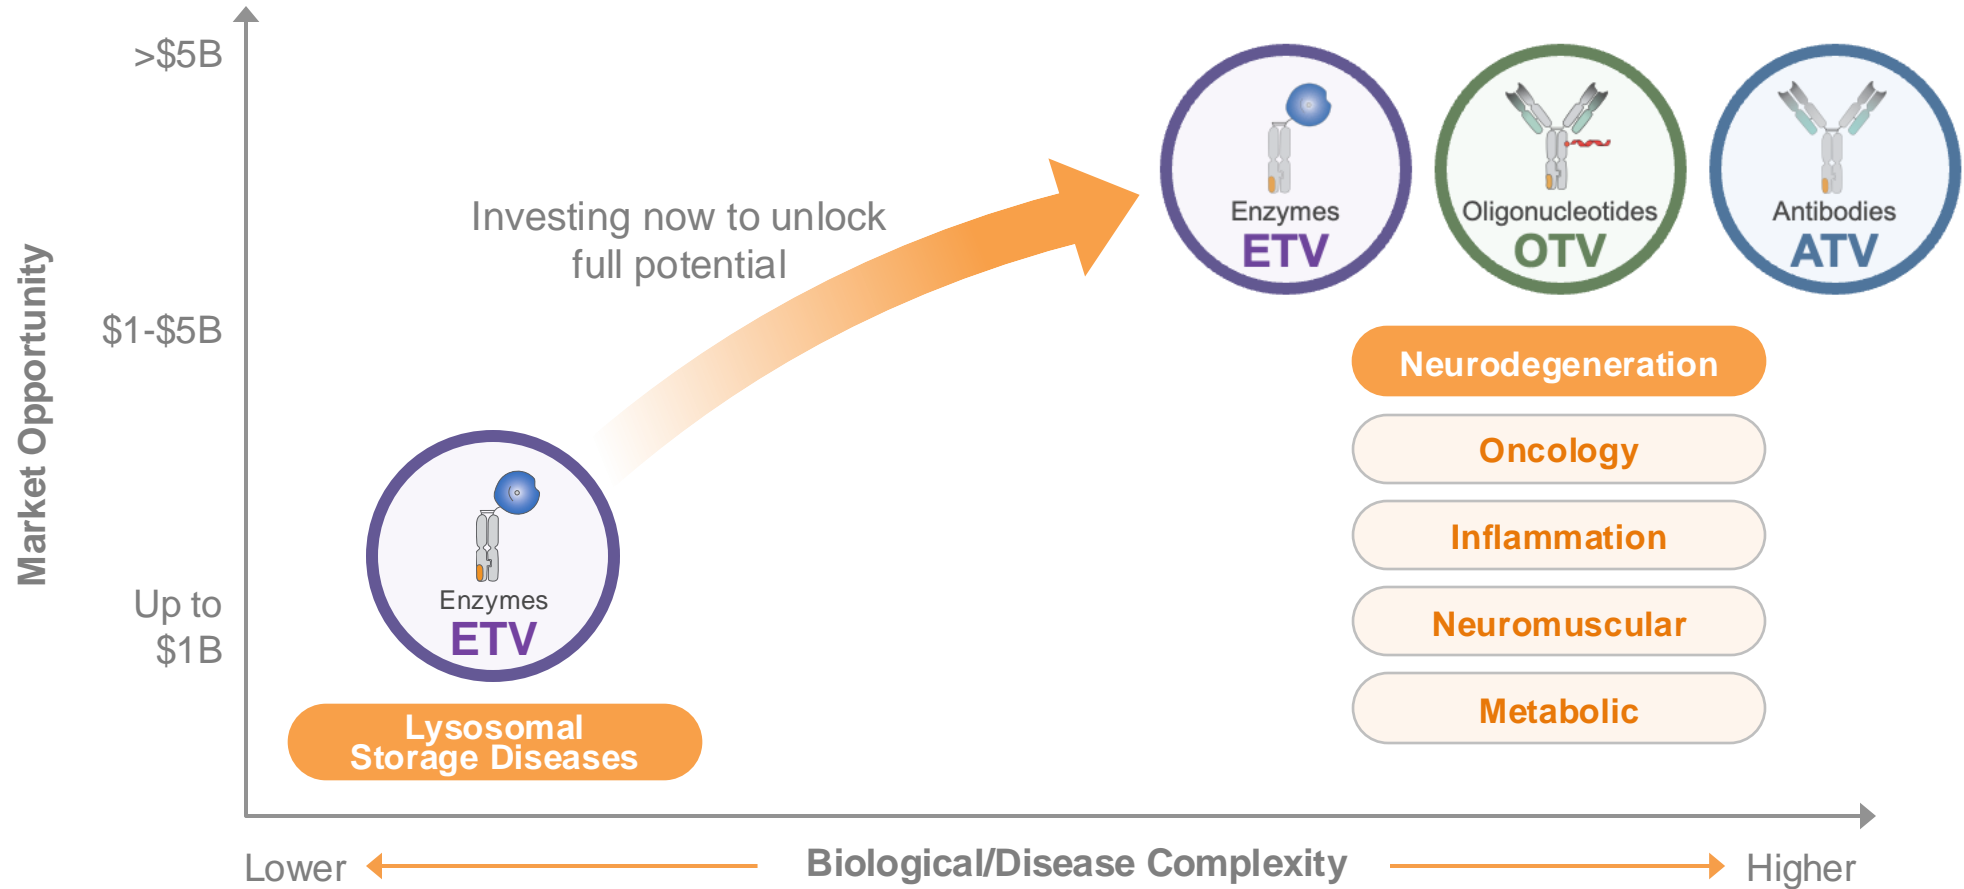 >$5B
$1-$5B
Up to
$1B
Market Opportunity
Investing now to unlock
full potential
Enzymes
ETV
Lysosomal
Storage Diseases
Enzymes
ETV
Oligonucleotides
OTV
Antibodies
ATV
Neurodegeneration
Oncology
Inflammation
Neuromuscular
Metabolic
Lower
Biological/Disease Complexity
Higher